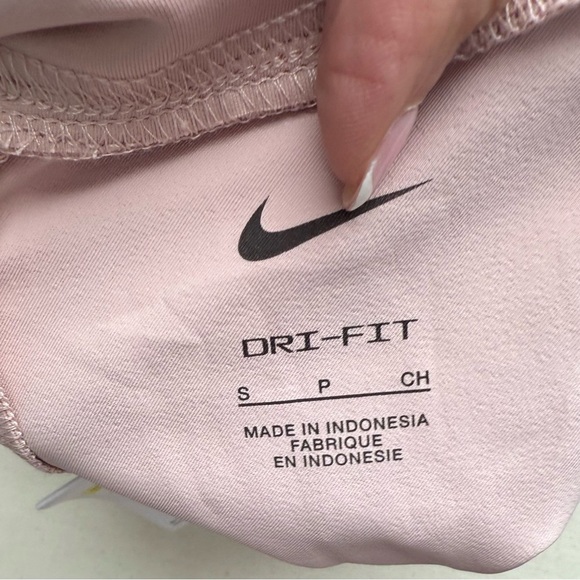 DRI-FIT
S P CH
MADE IN INDONESIA
FABRIQUE
EN INDONESIE